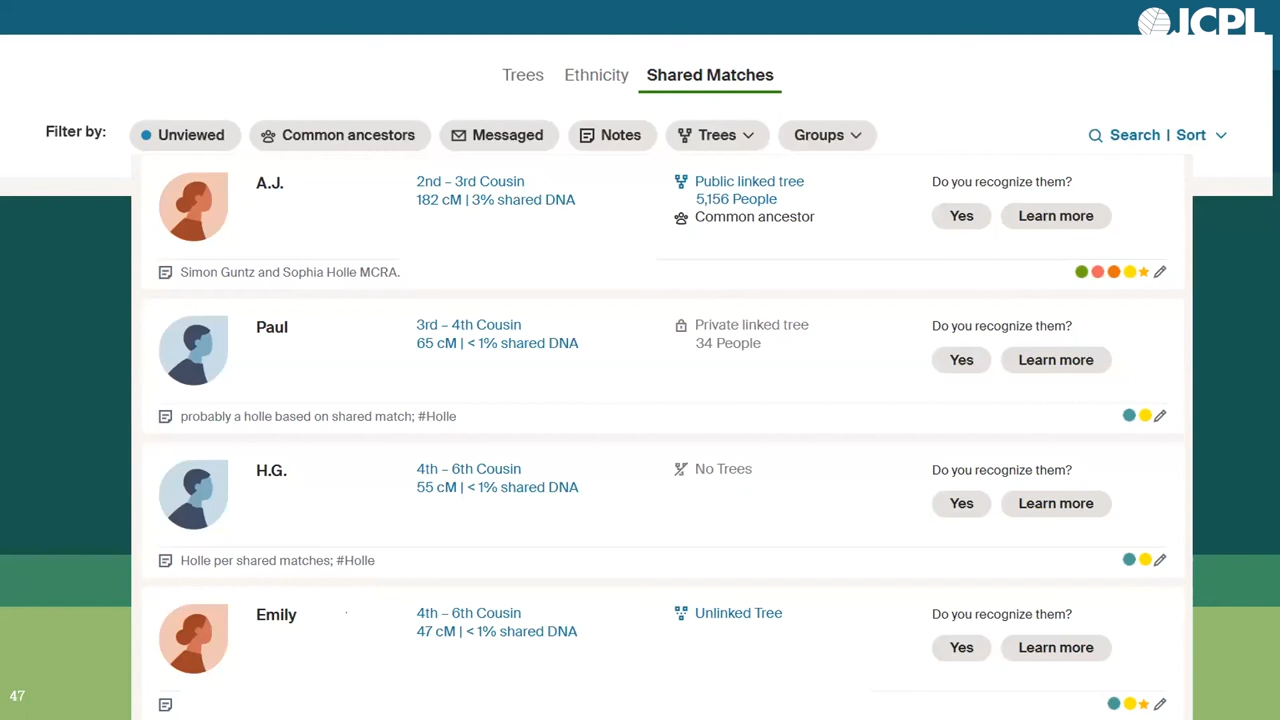 JCPL
Trees Ethnicity Shared Matches
Filter by: Unviewed Common ancestors Messaged Notes Trees Groups Search | Sort
A.J.
2nd – 3rd Cousin
182 cM | 3% shared DNA
Public linked tree
5,156 People
Common ancestor
Do you recognize them?
Yes Learn more
Simon Guntz and Sophia Holle MCRA.
Paul
3rd – 4th Cousin
65 cM | < 1% shared DNA
Private linked tree
34 People
Do you recognize them?
Yes Learn more
probably a holle based on shared match; #Holle
H.G.
4th – 6th Cousin
55 cM | < 1% shared DNA
No Trees
Do you recognize them?
Yes Learn more
Holle per shared matches; #Holle
Emily
4th – 6th Cousin
47 cM | < 1% shared DNA
Unlinked Tree
Do you recognize them?
Yes Learn more
47